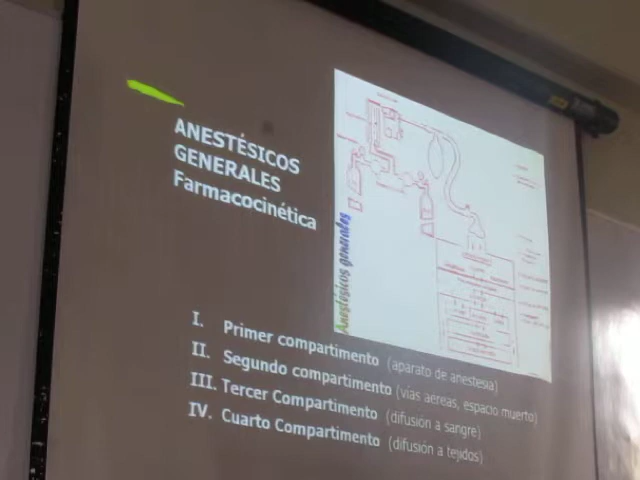 ANESTÉSICOS
GENERALES
Farmacocinética
Anestésicos generales
I. Primer compartimento (aparato de anestesia)
II. Segundo compartimento (vías aereas, espacio muerto)
III. Tercer Compartimento (difusión a sangre)
IV. Cuarto Compartimento (difusión a tejidos)